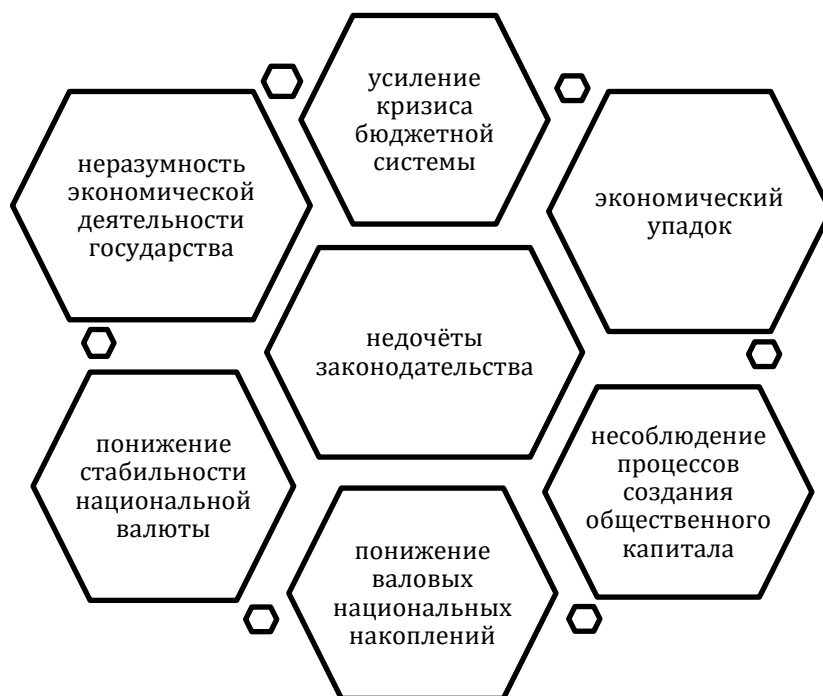 усиление
кризиса
бюджетной
системы
неразумность
экономической
деятельности
государства
экономический
упадок
недочёты
законодательства
понижение
стабильности
национальной
валюты
несоблюдение
процессов
создания
общественного
капитала
понижение
валовых
национальных
накоплений